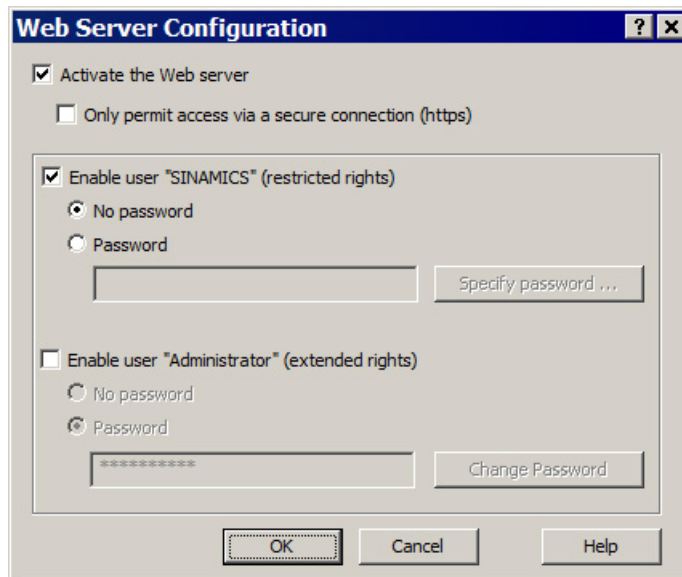 Web Server Configuration
Activate the Web server
Only permit access via a secure connection (https)
Enable user "SINAMICS" (restricted rights)
No password
Password
Specify password ...
Enable user "Administrator" (extended rights)
No password
Password
**********
Change Password
OK Cancel Help